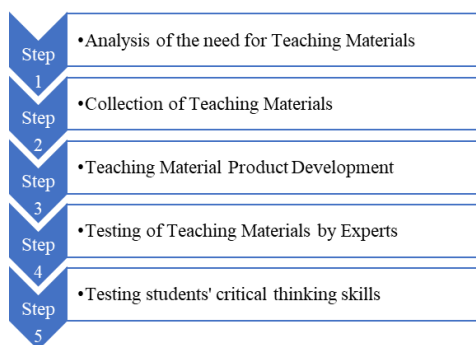 Step
1
•Analysis of the need for Teaching Materials
Step
2
•Collection of Teaching Materials
Step
3
•Teaching Material Product Development
Step
4
•Testing of Teaching Materials by Experts
Step
5
•Testing students' critical thinking skills